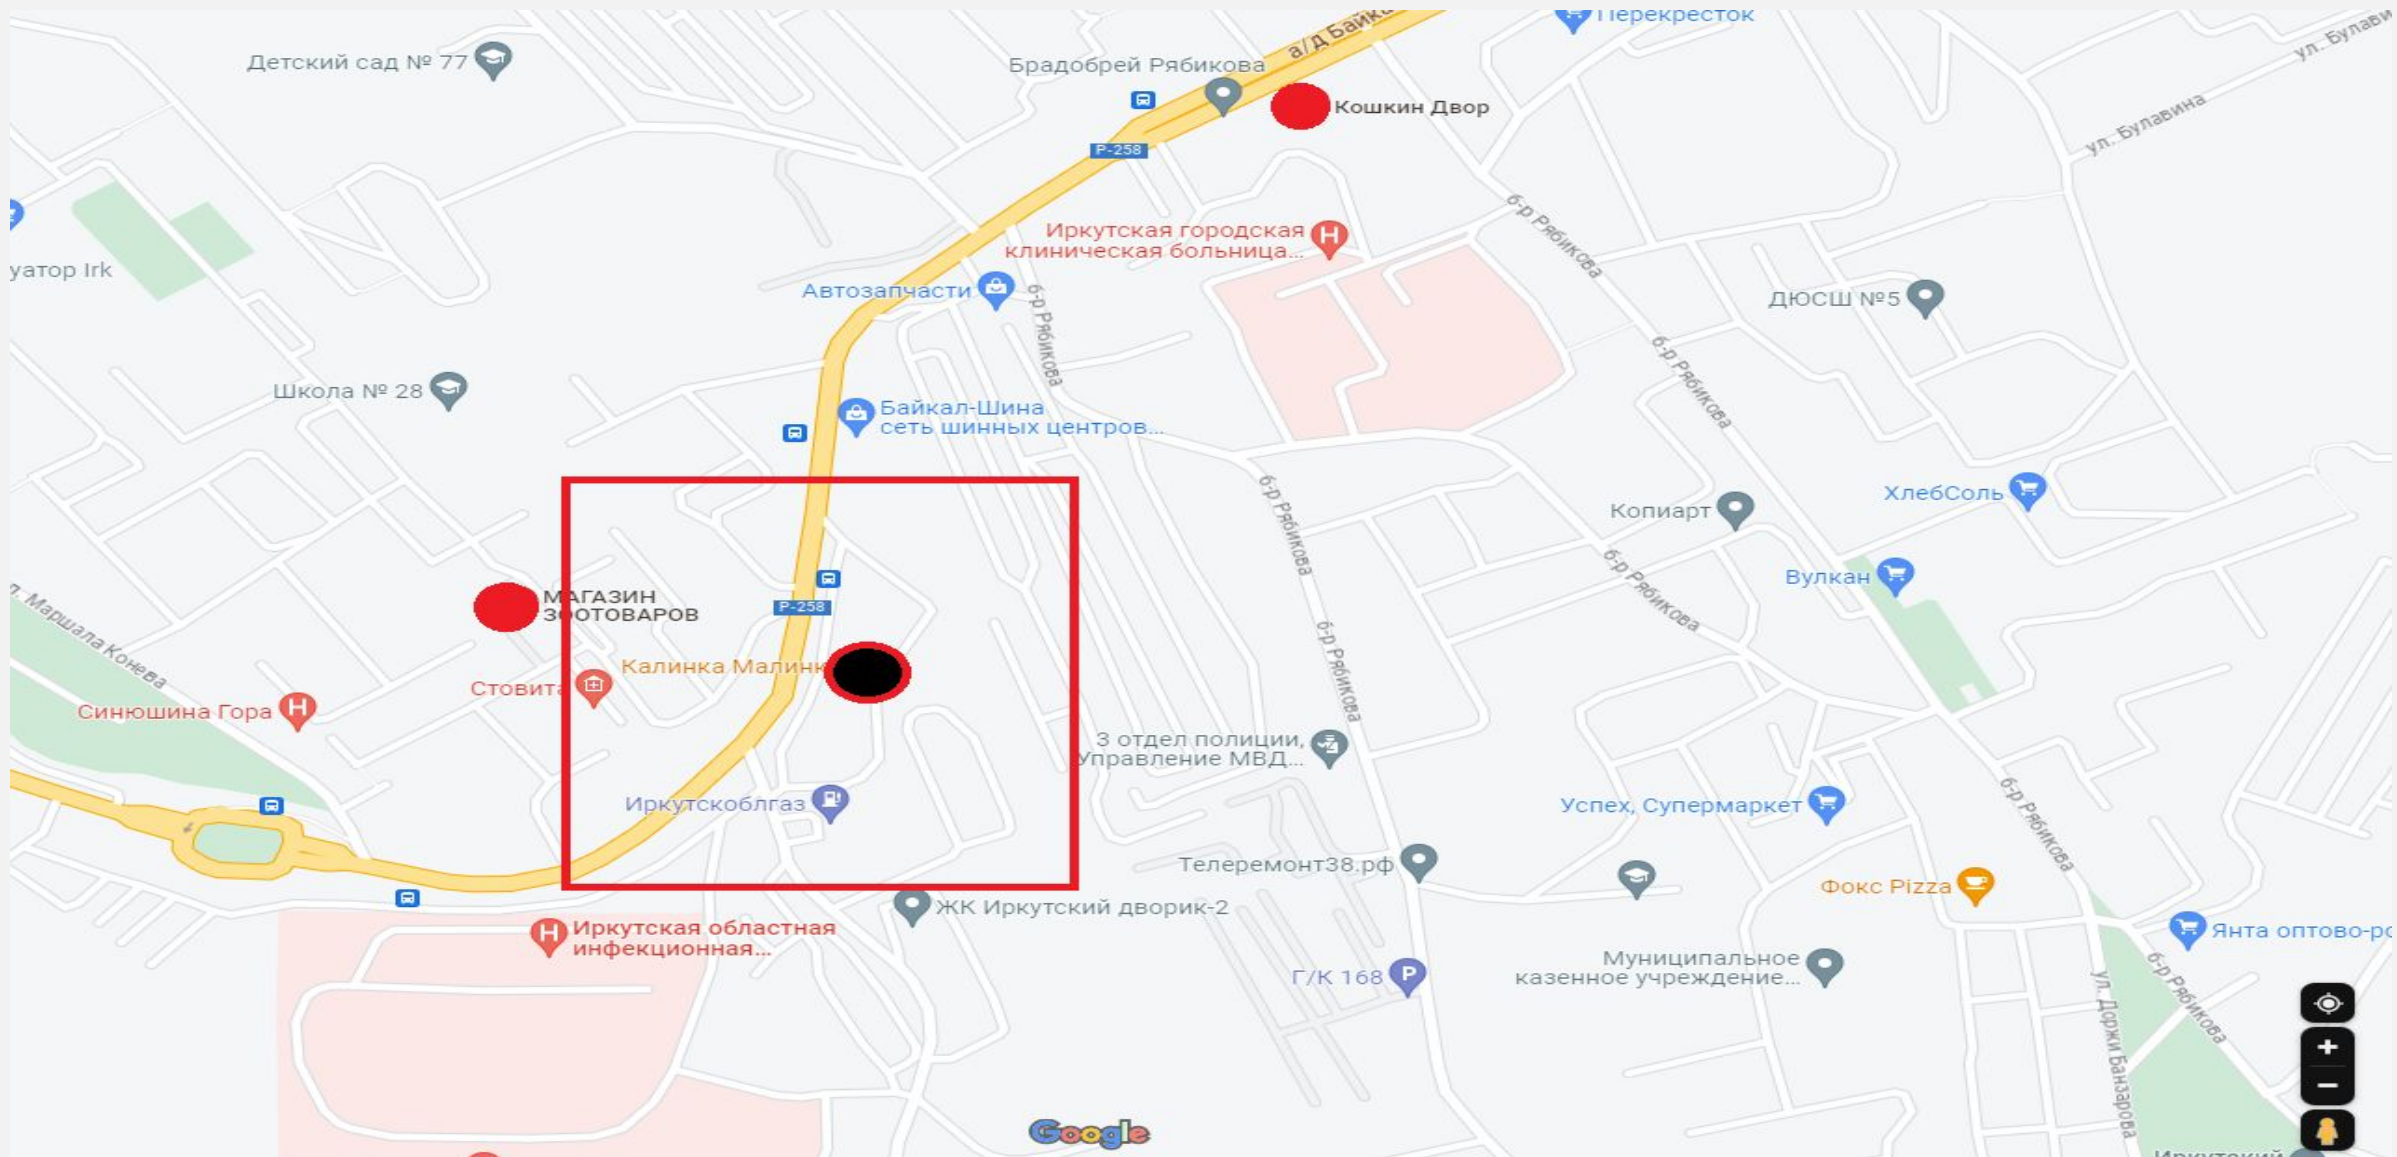 Перекресток
а/д Байка
ул. Булави
Детский сад № 77
Брадобрей Рябикова
Кошкин Двор
ул. Булавина
Р-258
б-р Рябикова
Иркутская городская
клиническая больница...
уатор Irk
Автозапчасти
б-р Рябикова
ДЮСШ №5
б-р Рябикова
Школа № 28
Байкал-Шина
сеть шинных центров...
б-р Рябикова
ХлебСоль
Копиарт
б-р Рябикова
Вулкан
МАГАЗИН
ЗООТОВАРОВ
Р-258
л. Маршала Конева
б-р Рябикова
Калинка Малинк
Стовита
Синюшина Гора
3 отдел полиции,
Управление МВД...
Иркутскоблгаз
Успех, Супермаркет
б-р Рябикова
Телеремонт38.рф
Фокс Pizza
ЖК Иркутский дворик-2
Иркутская областная
инфекционная...
Янта оптово-ро
Муниципальное
казенное учреждение...
Г/К 168
б-р Рябикова
ул. Доржи Банзарова
Google
Иркутский